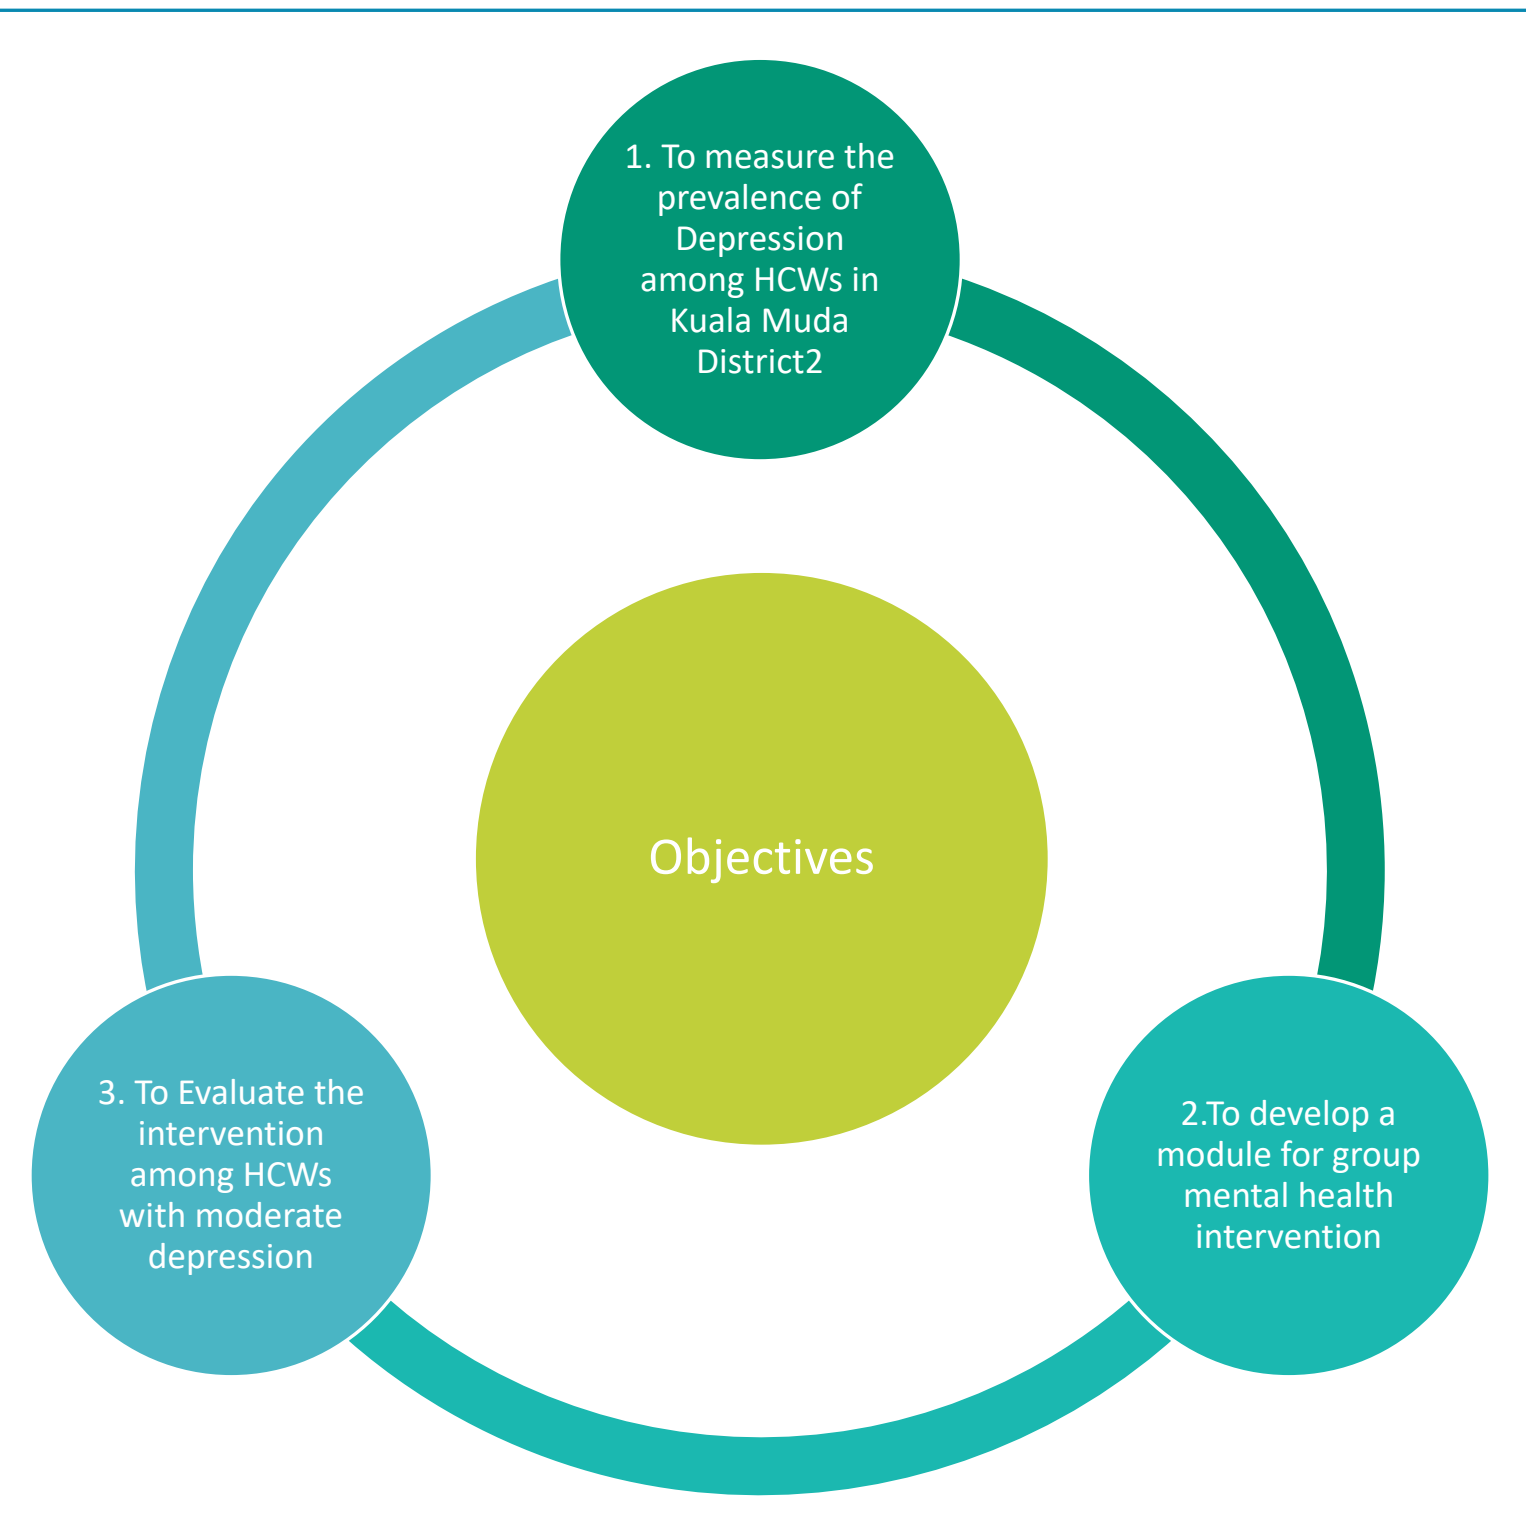 1. To measure the
prevalence of
Depression
among HCWs in
Kuala Muda
District2
Objectives
2.To develop a
module for group
mental health
intervention
3. To Evaluate the
intervention
among HCWs
with moderate
depression